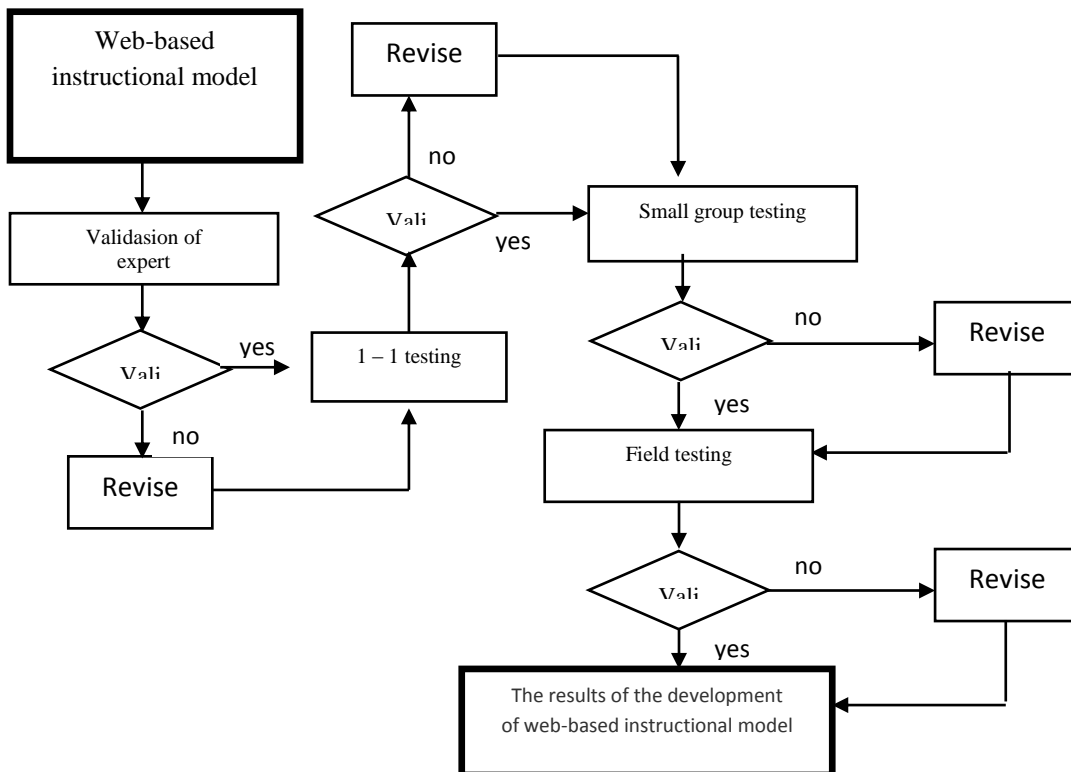 Web-based
instructional model
Validasion of
expert
Vali
yes
no
Revise
1 – 1 testing
Vali
no
yes
Revise
Small group testing
Vali
no
Revise
yes
Field testing
Vali
no
Revise
yes
The results of the development
of web-based instructional model